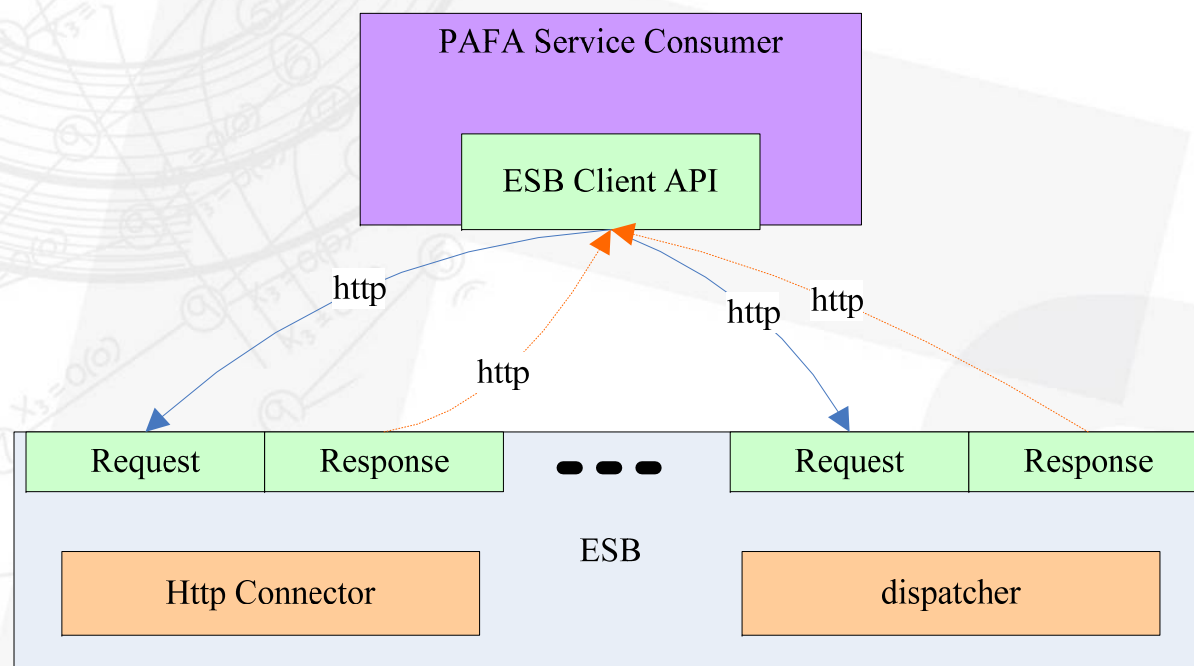 PAFA Service Consumer
ESB Client API
http
http
http
http
Request
Response
Request
Response
ESB
Http Connector
dispatcher